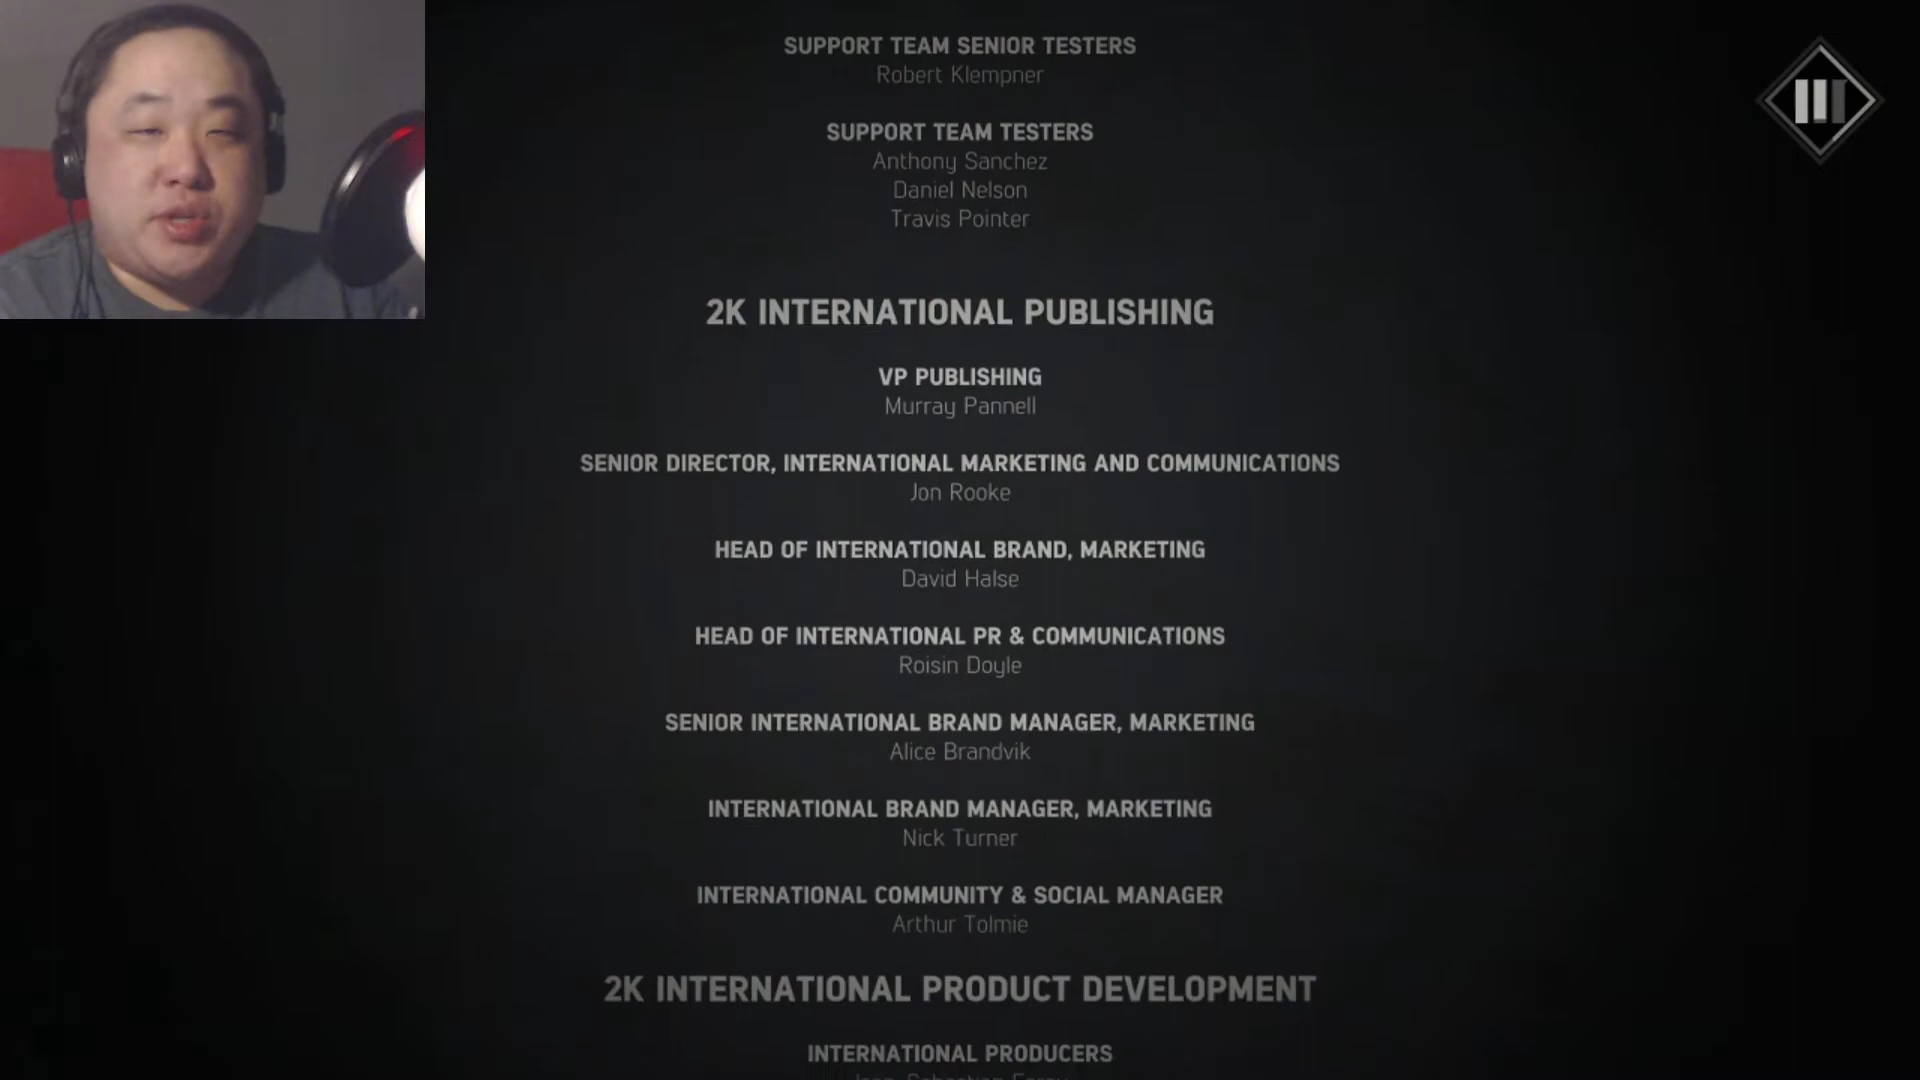 SUPPORT TEAM SENIOR TESTERS
Robert Klempner
SUPPORT TEAM TESTERS
Anthony Sanchez
Daniel Nelson
Travis Pointer
2K INTERNATIONAL PUBLISHING
VP PUBLISHING
Murray Pannell
SENIOR DIRECTOR, INTERNATIONAL MARKETING AND COMMUNICATIONS
Jon Rooke
HEAD OF INTERNATIONAL BRAND, MARKETING
David Halse
HEAD OF INTERNATIONAL PR & COMMUNICATIONS
Roisin Doyle
SENIOR INTERNATIONAL BRAND MANAGER, MARKETING
Alice Brandvik
INTERNATIONAL BRAND MANAGER, MARKETING
Nick Turner
INTERNATIONAL COMMUNITY & SOCIAL MANAGER
Arthur Tolmie
2K INTERNATIONAL PRODUCT DEVELOPMENT
INTERNATIONAL PRODUCERS